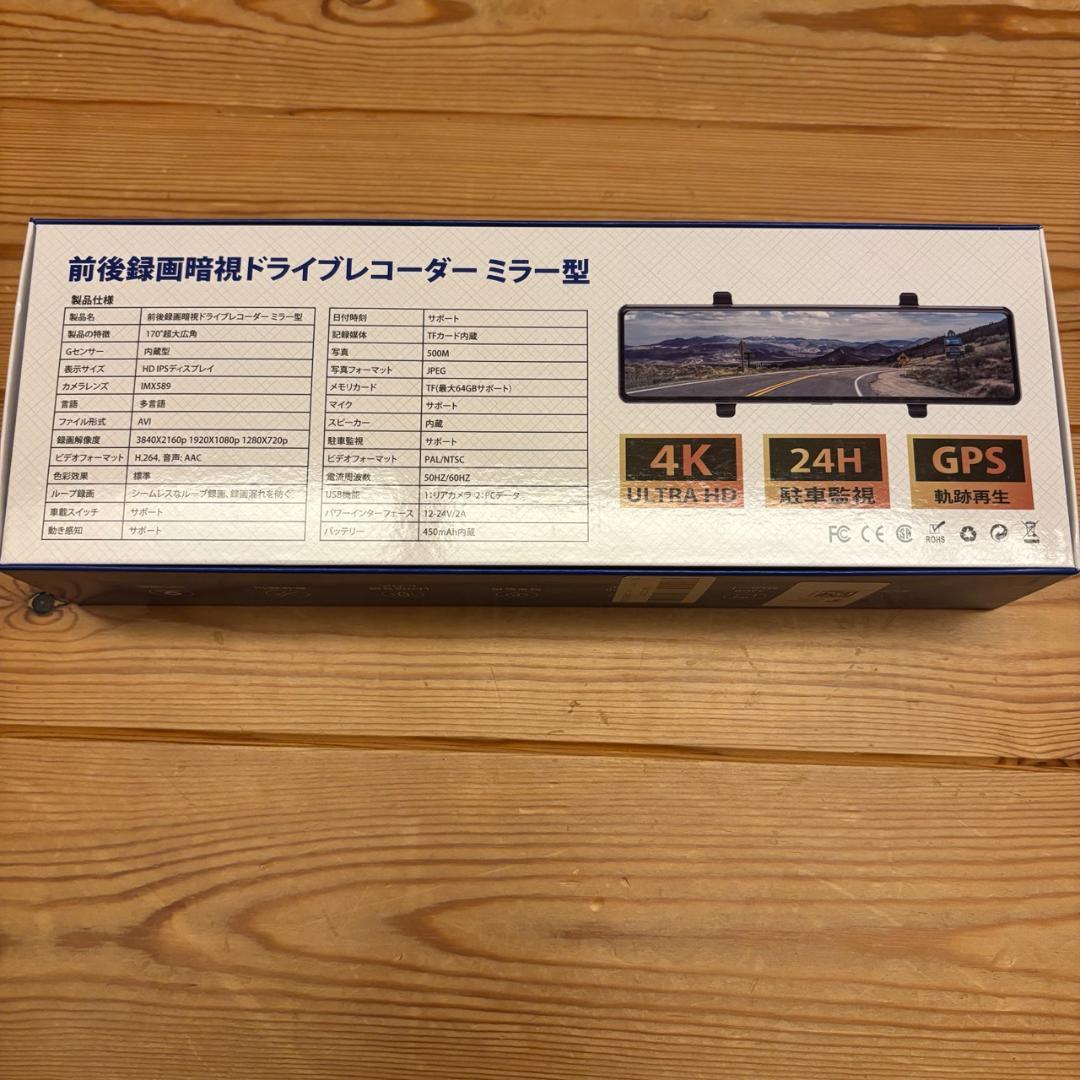 前後録画暗視ドライブレコーダー ミラー型
製品仕様
製品名 前後録画暗視ドライブレコーダー ミラー型
製品の特徴 170°超大広角
Gセンサー 内蔵型
表示サイズ HD IPSディスプレイ
カメラレンズ IMX589
言語 多言語
ファイル形式 AVI
録画解像度 3840X2160p 1920X1080p 1280X720p
ビデオフォーマット H.264, 音声: AAC
色彩効果 標準
ループ録画 シームレスなループ録画、録画漏れを防ぐ
車載スイッチ サポート
動き感知 サポート
日付時刻 サポート
記録媒体 TFカード内蔵
写真 500M
写真フォーマット JPEG
メモリカード TF(最大64GBサポート)
マイク サポート
スピーカー 内蔵
駐車監視 サポート
ビデオフォーマット PAL/NTSC
電流周波数 50HZ/60HZ
USB機能 1:リアカメラ 2:PCデータ
パワーインターフェース 12-24V/2A
バッテリー 450mAh内蔵
4K
ULTRA HD
24H
駐車監視
GPS
軌跡再生
FC CE ROHS